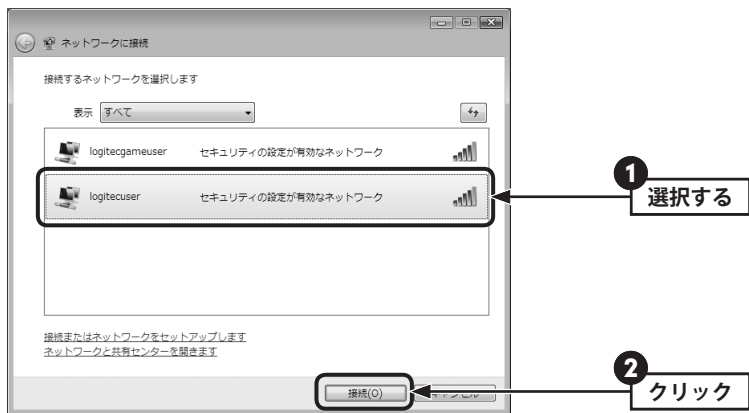 ネットワークに接続
接続するネットワークを選択します
表示 すべて
logitecgameuser セキュリティの設定が有効なネットワーク
logitecuser セキュリティの設定が有効なネットワーク
1
選択する
接続またはネットワークをセットアップします
ネットワークと共有センターを開きます
接続(O) キャンセル
2
クリック